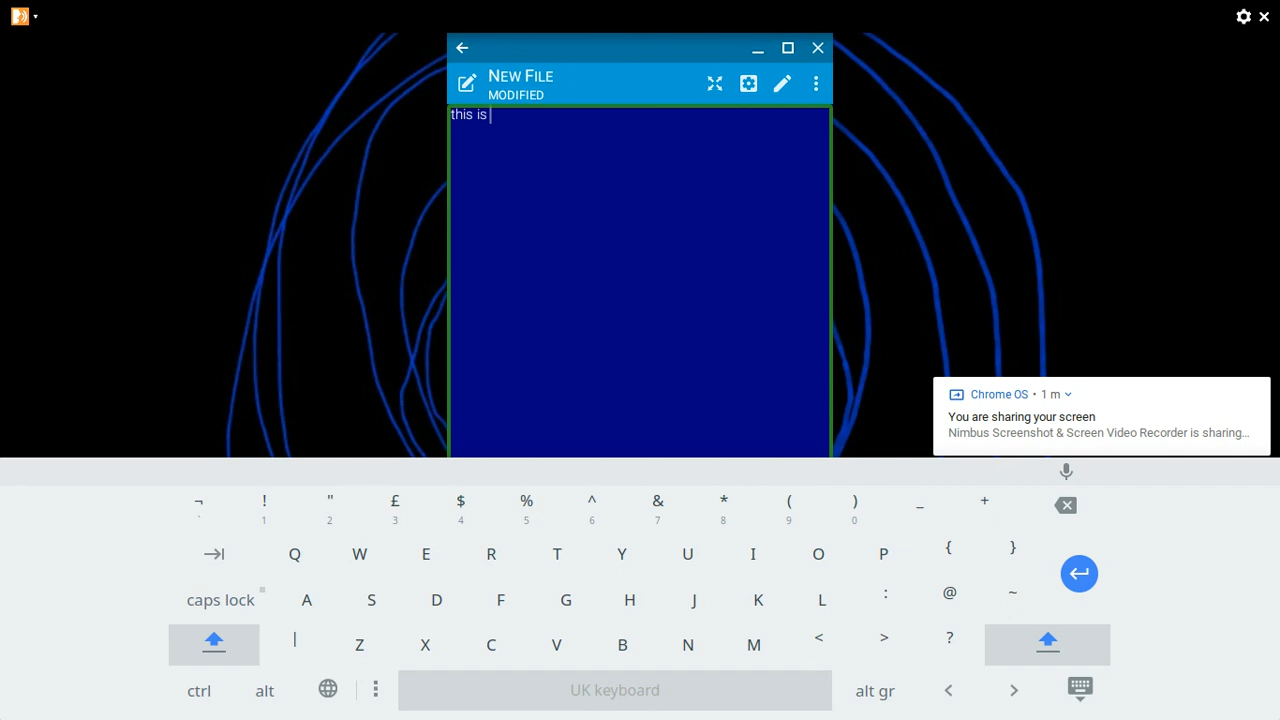 NEW FILE
MODIFIED
this is
Chrome OS • 1 m
You are sharing your screen
Nimbus Screenshot & Screen Video Recorder is sharing...
¬ ! " £ $ % ^ & * ( ) _ +
` 1 2 3 4 5 6 7 8 9 0
Q W E R T Y U I O P { }
caps lock A S D F G H J K L : @ ~
| Z X C V B N M < > ?
ctrl alt UK keyboard alt gr < >